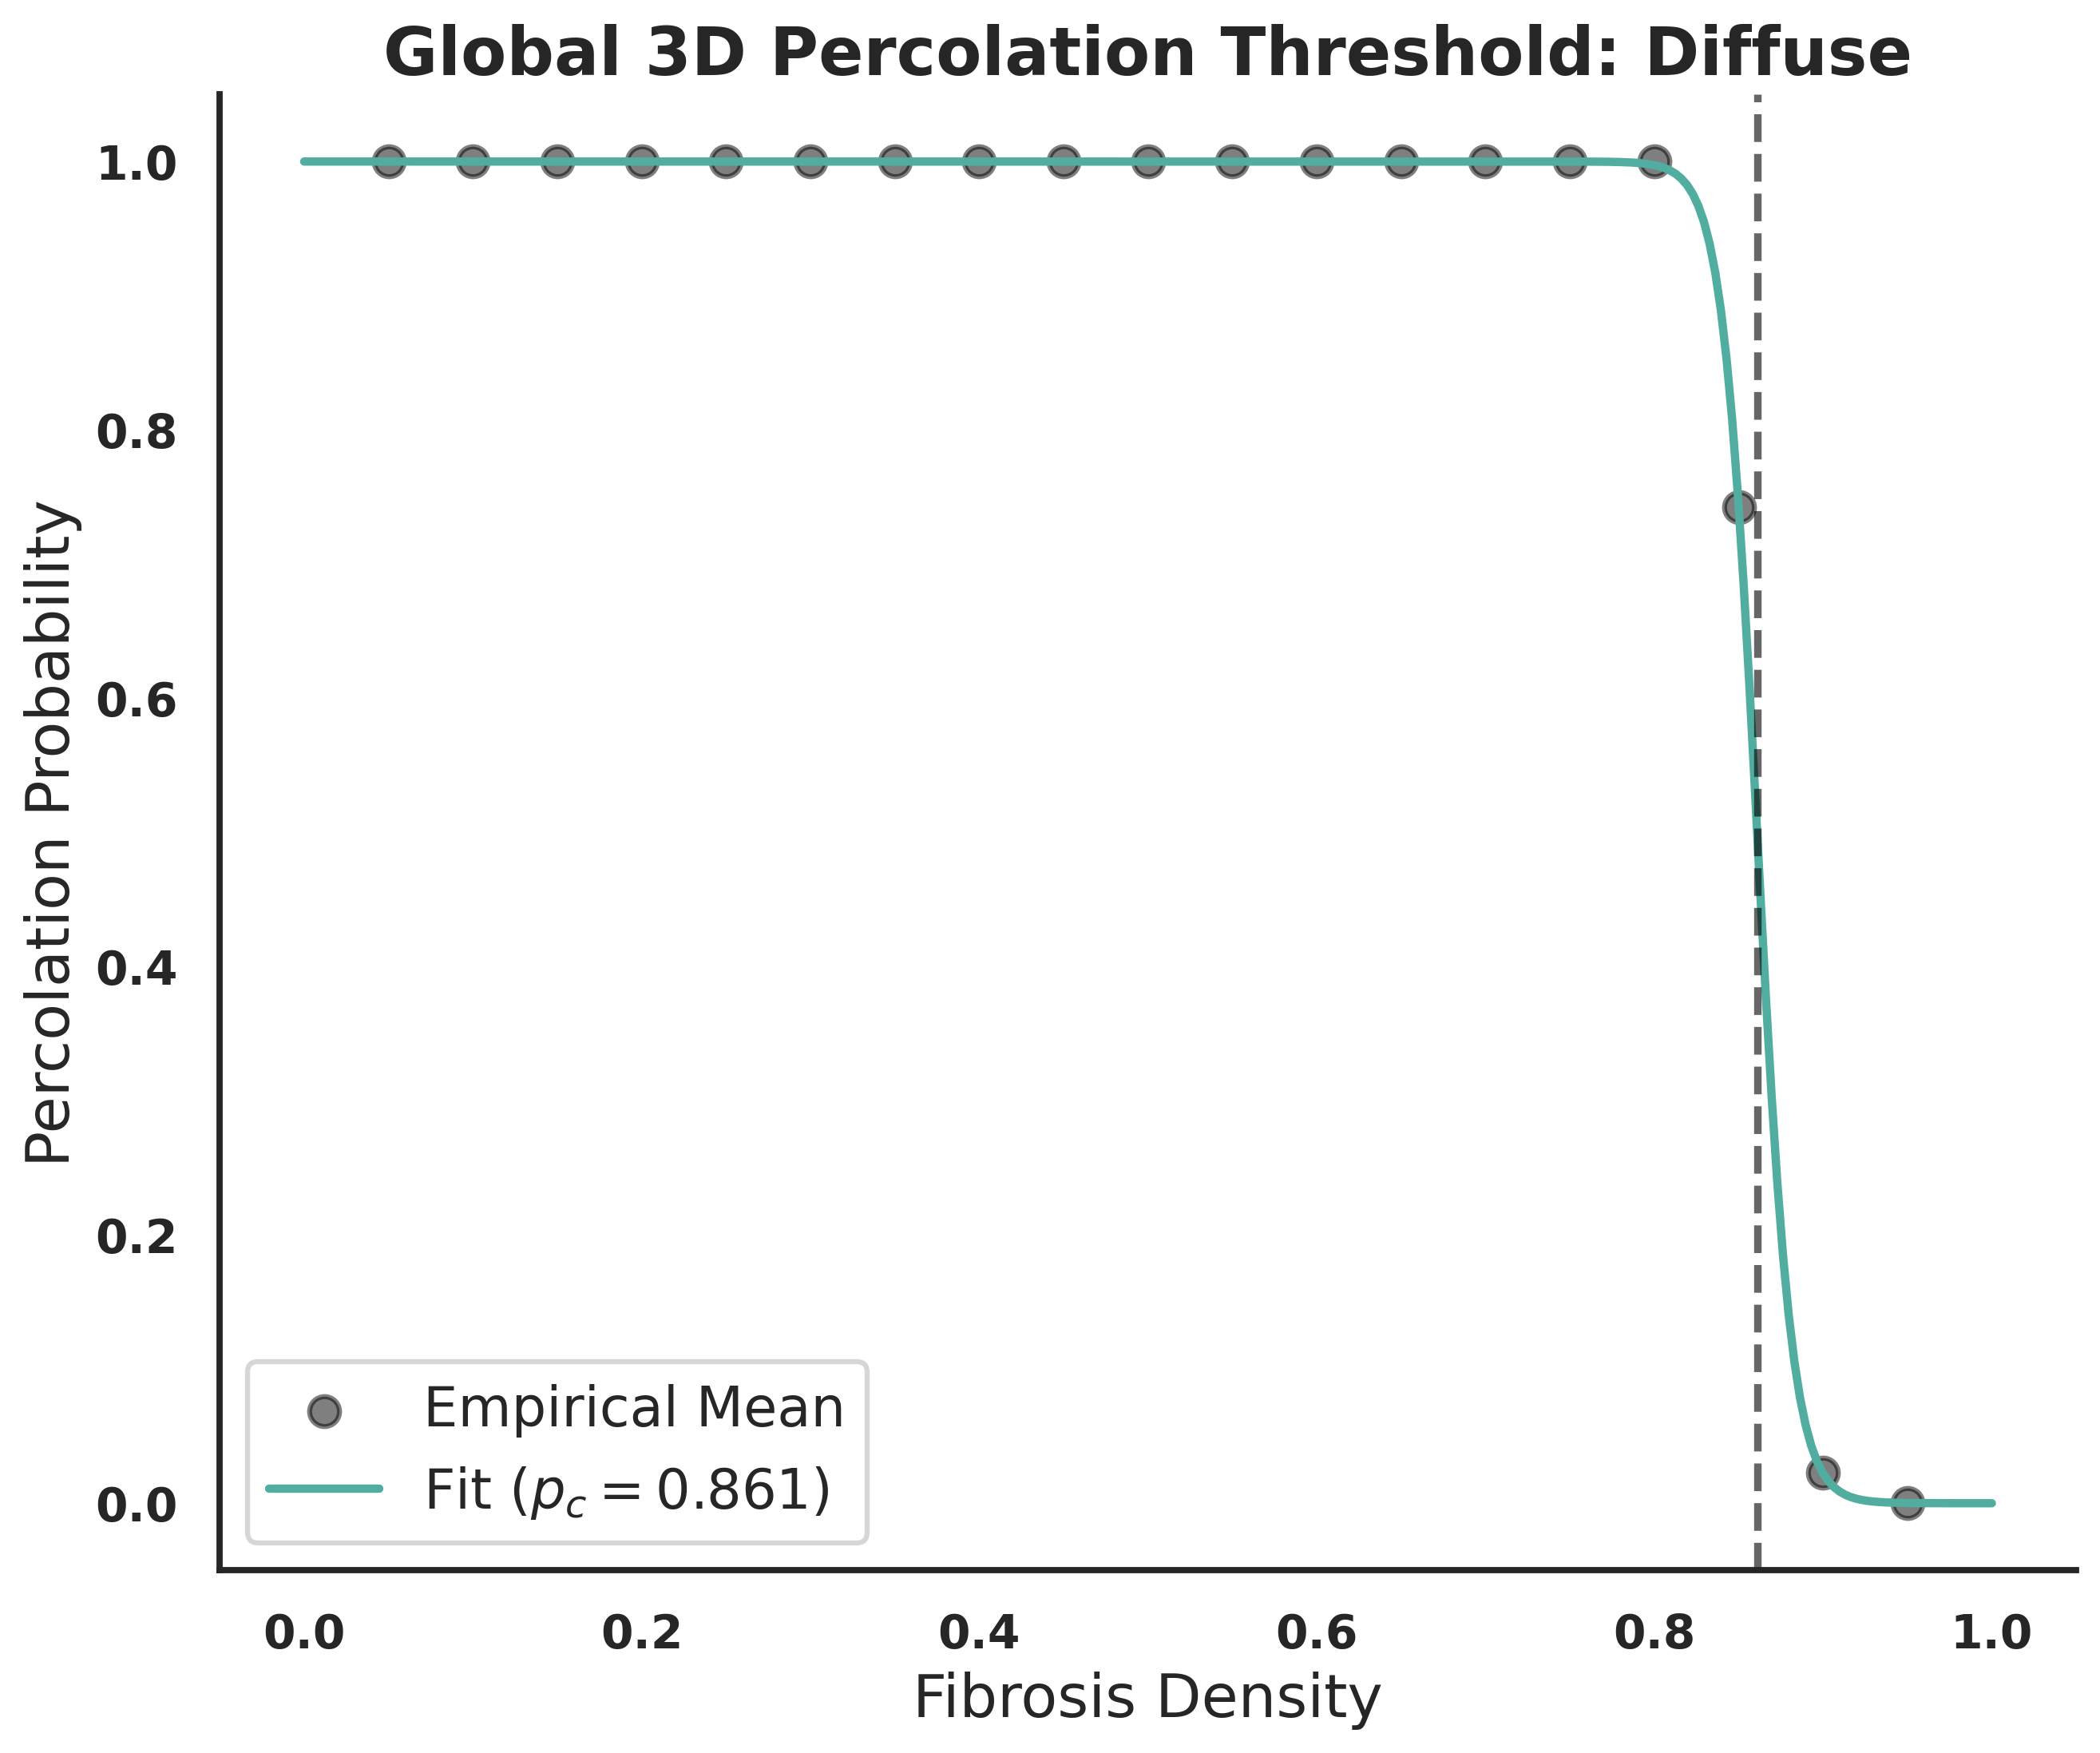 Global 3D Percolation Threshold: Diffuse
Percolation Probability
1.0
0.8
0.6
0.4
0.2
0.0
Empirical Mean
Fit (p_c = 0.861)
0.0 0.2 0.4 0.6 0.8 1.0
Fibrosis Density